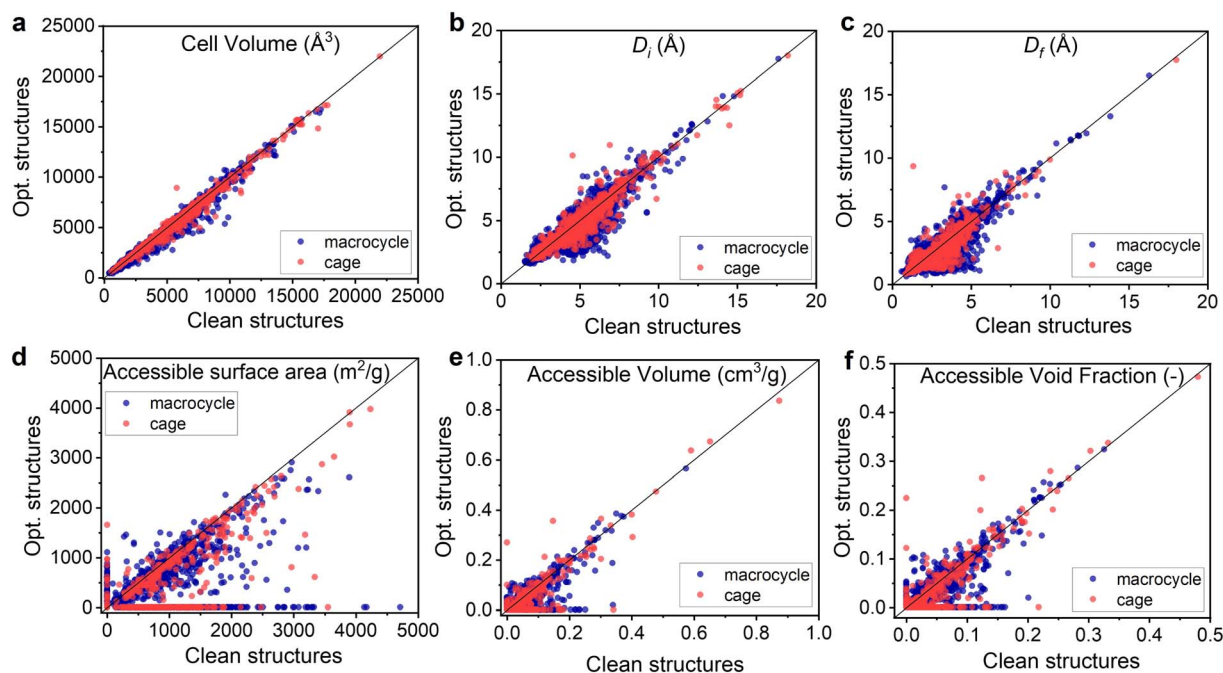 a
Cell Volume (Å³)
Opt. structures
25000
20000
15000
10000
5000
0
0 5000 10000 15000 20000 25000
macrocycle
cage
Clean structures
b
Dᵢ (Å)
Opt. structures
20
15
10
5
0
0 5 10 15 20
macrocycle
cage
Clean structures
c
D_f (Å)
Opt. structures
20
15
10
5
0
0 5 10 15 20
macrocycle
cage
Clean structures
d
Accessible surface area (m²/g)
macrocycle
cage
Opt. structures
5000
4000
3000
2000
1000
0
0 1000 2000 3000 4000 5000
Clean structures
e
Accessible Volume (cm³/g)
Opt. structures
1.0
0.8
0.6
0.4
0.2
0.0
0.0 0.2 0.4 0.6 0.8 1.0
macrocycle
cage
Clean structures
f
Accessible Void Fraction (-)
Opt. structures
0.5
0.4
0.3
0.2
0.1
0.0
0.0 0.1 0.2 0.3 0.4 0.5
macrocycle
cage
Clean structures